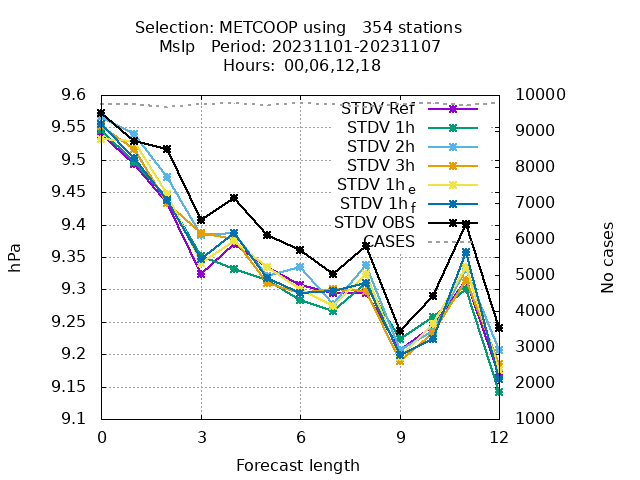 Selection: METCOOP using   354 stations
Mslp   Period: 20231101-20231107
Hours: 00,06,12,18
STDV Ref
STDV 1h
STDV 2h
STDV 3h
STDV 1h e
STDV 1h f
STDV OBS
CASES
hPa
9.6
9.55
9.5
9.45
9.4
9.35
9.3
9.25
9.2
9.15
9.1
No cases
10000
9000
8000
7000
6000
5000
4000
3000
2000
1000
0 3 6 9 12
Forecast length